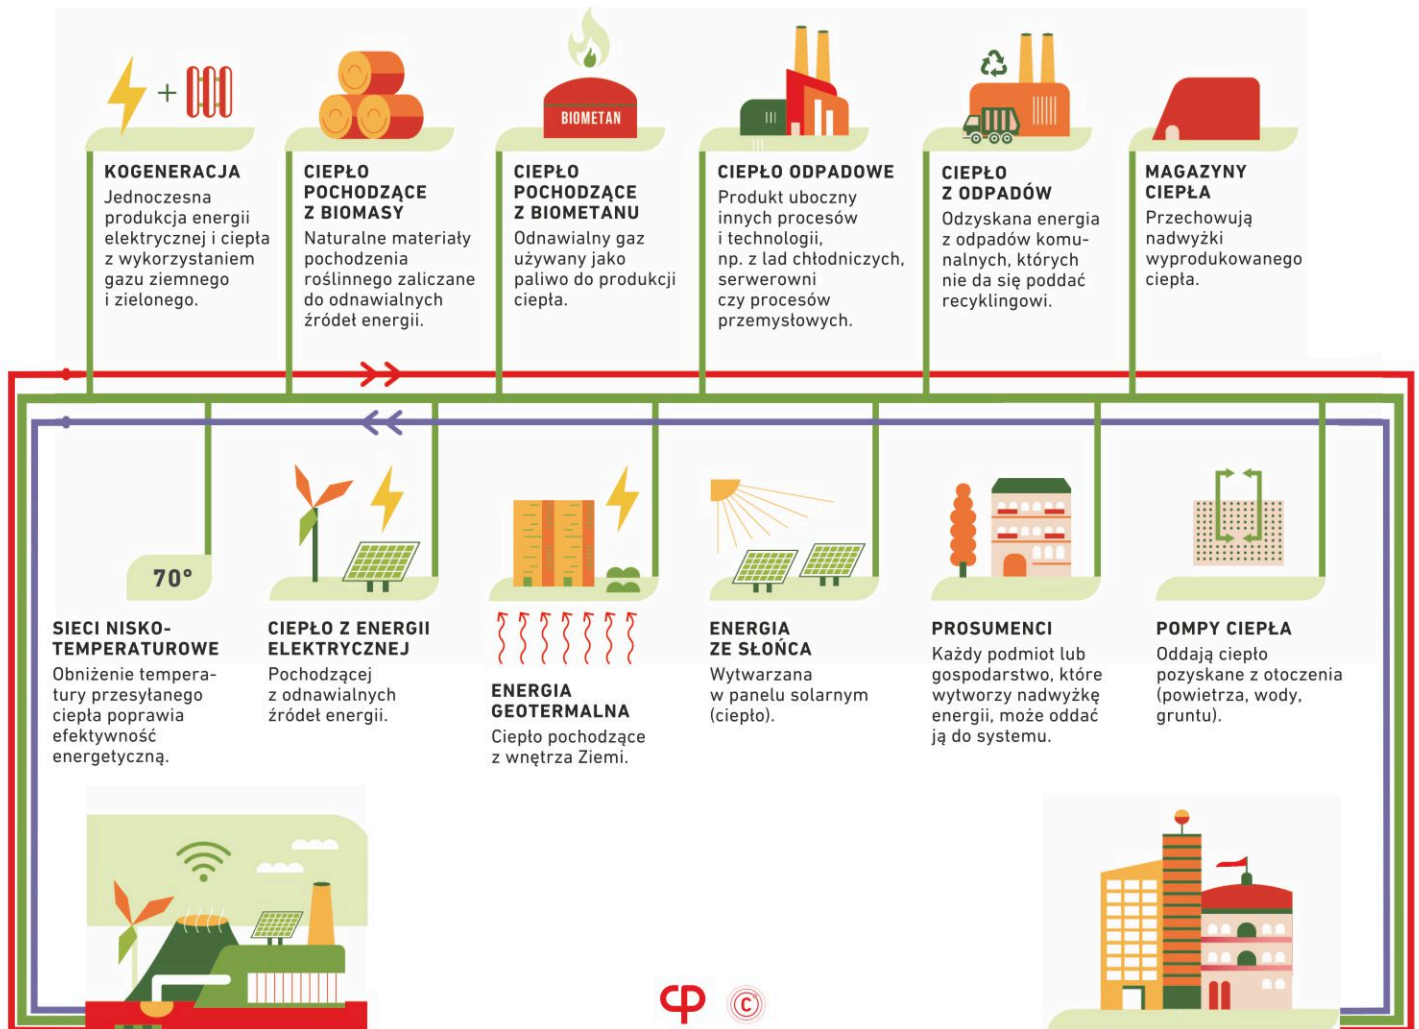 BIOMETAN
KOGENERACJA
Jednoczesna
produkcja energii
elektrycznej i ciepła
z wykorzystaniem
gazu ziemnego
i zielonego.
CIEPŁO
POCHODZĄCE
Z BIOMASY
Naturalne materiały
pochodzenia
roślinnego zaliczane
do odnawialnych
źródeł energii.
CIEPŁO
POCHODZĄCE
Z BIOMETANU
Odnawialny gaz
używany jako
paliwo do produkcji
ciepła.
CIEPŁO ODPADOWE
Produkt uboczny
innych procesów
i technologii,
np. z lad chłodniczych,
serwerowni
czy procesów
przemysłowych.
CIEPŁO
Z ODPADÓW
Odzyskana energia
z odpadów komu-
nalnych, których
nie da się poddać
recyklingowi.
MAGAZYNY
CIEPŁA
Przechowują
nadwyżki
wyprodukowanego
ciepła.
70°
SIECI NISKO-
TEMPERATUROWE
Obniżenie tempera-
tury przesyłanego
ciepła poprawia
efektywność
energetyczną.
CIEPŁO Z ENERGII
ELEKTRYCZNEJ
Pochodzącej
z odnawialnych
źródeł energii.
ENERGIA
GEOTERMALNA
Ciepło pochodzące
z wnętrza Ziemi.
ENERGIA
ZE SŁOŃCA
Wytwarzana
w panelu solarnym
(ciepło).
PROSUMENCI
Każdy podmiot lub
gospodarstwo, które
wytworzy nadwyżkę
energii, może oddać
ją do systemu.
POMPY CIEPŁA
Oddają ciepło
pozyskane z otoczenia
(powietrza, wody,
gruntu).
C